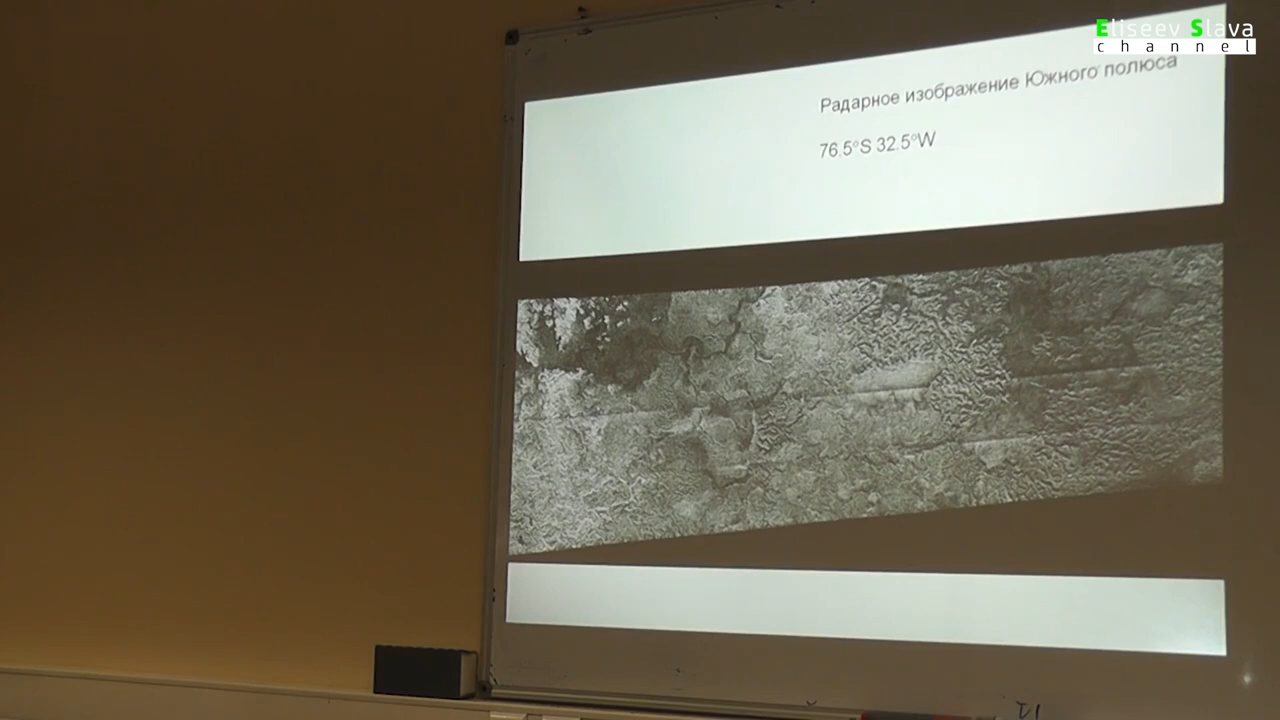 Eliseev Slava
channel
Радарное изображение Южного полюса
76.5°S 32.5°W